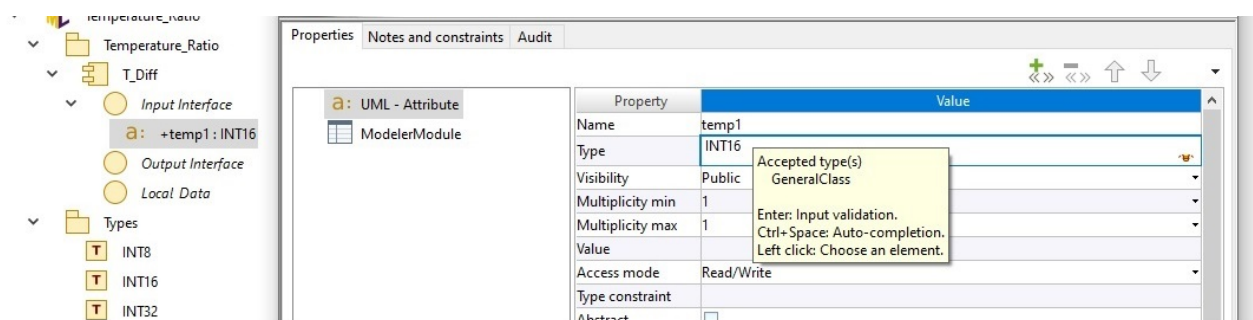 Temperature_Ratio
Temperature_Ratio
T_Diff
Input Interface
a: +temp1 : INT16
Output Interface
Local Data
Types
T INT8
T INT16
T INT32
Properties Notes and constraints Audit
a: UML - Attribute
ModelerModule
Property Value
Name temp1
Type INT16
Visibility Public
Multiplicity min 1
Multiplicity max 1
Value
Access mode Read/Write
Type constraint
Abstract
Accepted type(s)
GeneralClass
Enter: Input validation.
Ctrl+Space: Auto-completion.
Left click: Choose an element.